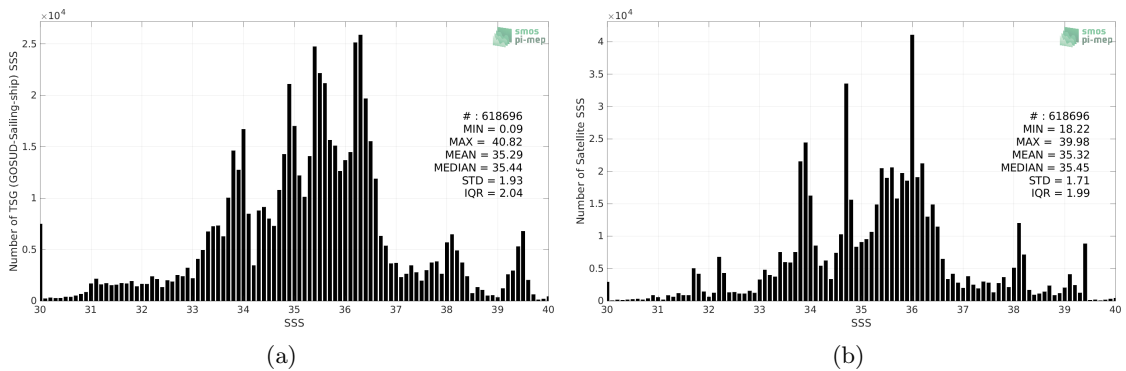 ×10⁴
smos
pi-mep
2.5
2
1.5
1
0.5
0
Number of TSG (GOSUD-Sailing-ship) SSS
# : 618696
MIN = 0.09
MAX = 40.82
MEAN = 35.29
MEDIAN = 35.44
STD = 1.93
IQR = 2.04
30 31 32 33 34 35 36 37 38 39 40
SSS
(a)
×10⁴
smos
pi-mep
4
3.5
3
2.5
2
1.5
1
0.5
0
Number of Satellite SSS
# : 618696
MIN = 18.22
MAX = 39.98
MEAN = 35.32
MEDIAN = 35.45
STD = 1.71
IQR = 1.99
30 31 32 33 34 35 36 37 38 39 40
SSS
(b)